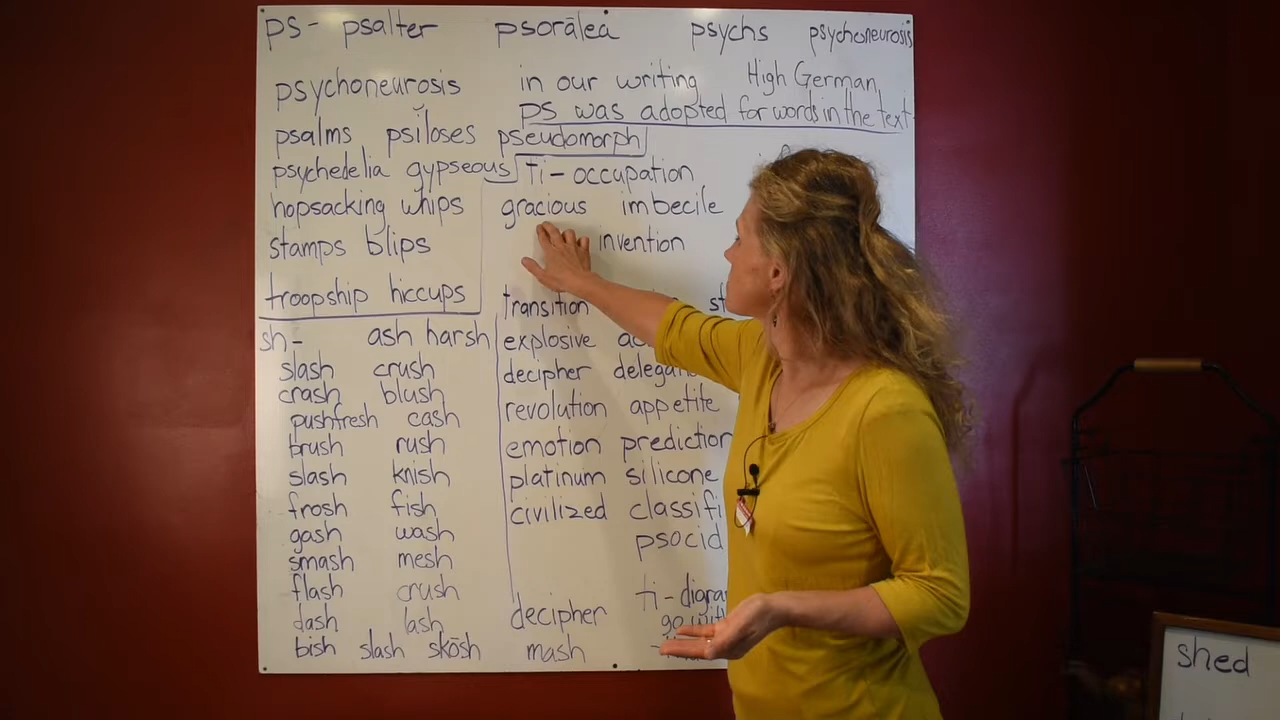 ps- psalter psorālea psychs psychoneurosis
psychoneurosis in our writing High German
ps was adopted for words in the text
psalms psĭloses pseudomorph
psychedelia gypseous Ti- occupation
hopsacking whips gracious imbecile
stamps blips invention
troopship hiccups transition
sh- ash harsh explosive
slash crush decipher
crash blush
pushfresh cash revolution appetite
brush rush emotion prediction
slash knish platinum silicone
frosh fish civilized
gash wash psocid
smash mesh
flash crush ti-
dash lash decipher
bish slash skōsh mash
shed